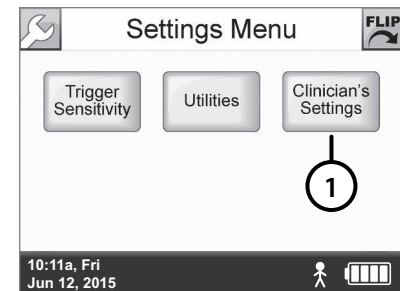 Settings Menu
FLIP
Trigger
Sensitivity
Utilities
Clinician's
Settings
1
10:11a, Fri
Jun 12, 2015